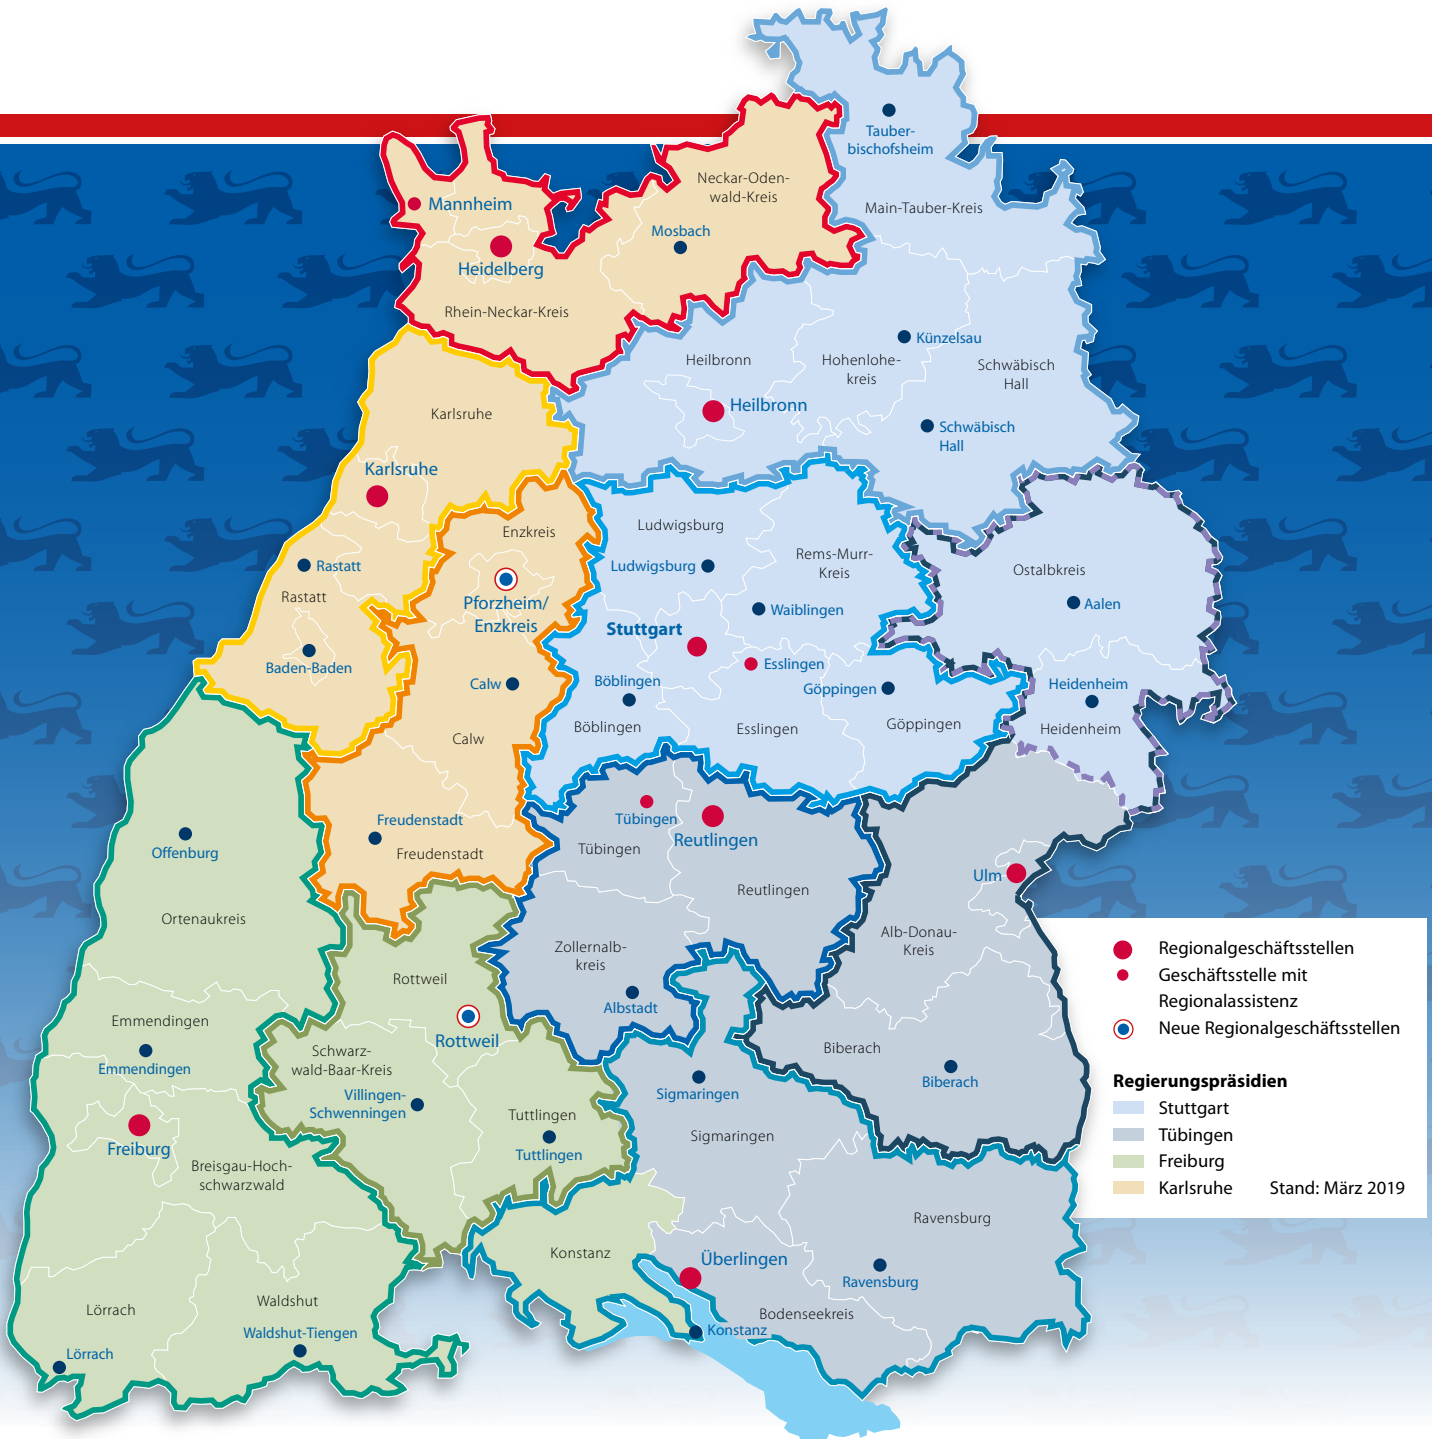 Tauber-
bischofsheim
Neckar-Oden-
wald-Kreis
Main-Tauber-Kreis
Mannheim
Mosbach
Heidelberg
Rhein-Neckar-Kreis
Künzelsau
Heilbronn
Hohenlohe-
kreis
Schwäbisch
Hall
Heilbronn
Karlsruhe
Schwäbisch
Hall
Karlsruhe
Ludwigsburg
Enzkreis
Rems-Murr-
Kreis
Ludwigsburg
Rastatt
Ostalbkreis
Rastatt
Pforzheim/
Enzkreis
Waiblingen
Aalen
Stuttgart
Baden-Baden
Esslingen
Calw
Böblingen
Göppingen
Heidenheim
Böblingen
Esslingen
Göppingen
Heidenheim
Calw
Freudenstadt
Tübingen
Reutlingen
Offenburg
Freudenstadt
Tübingen
Ulm
Reutlingen
Ortenaukreis
Zollernalb-
kreis
Alb-Donau-
Kreis
Rottweil
Albstadt
Emmendingen
Rottweil
Schwarz-
wald-Baar-Kreis
Biberach
Emmendingen
Biberach
Villingen-
Schwenningen
Sigmaringen
Tuttlingen
Sigmaringen
Freiburg
Tuttlingen
Breisgau-Hoch-
schwarzwald
Ravensburg
Konstanz
Überlingen
Ravensburg
Waldshut
Lörrach
Bodenseekreis
Waldshut-Tiengen
Konstanz
Lörrach
Regionalgeschäftsstellen
Geschäftsstelle mit
Regionalassistenz
Neue Regionalgeschäftsstellen
Regierungspräsidien
Stuttgart
Tübingen
Freiburg
Karlsruhe Stand: März 2019